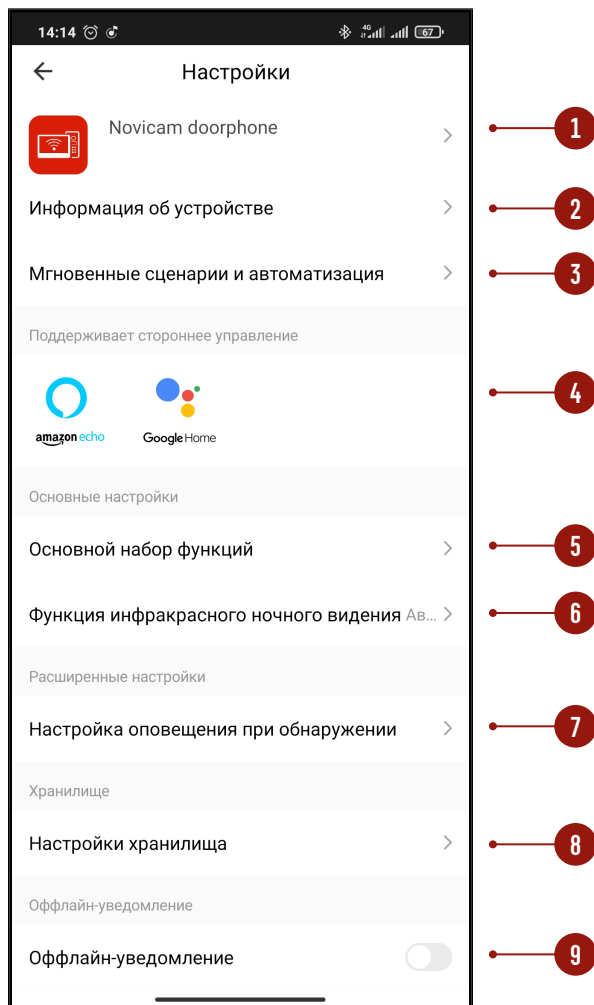 14:14 4G 67
Настройки
Novicam doorphone
1
Информация об устройстве
2
Мгновенные сценарии и автоматизация
3
Поддерживает стороннее управление
amazon echo
Google Home
4
Основные настройки
Основной набор функций
5
Функция инфракрасного ночного видения Ав...
6
Расширенные настройки
Настройка оповещения при обнаружении
7
Хранилище
Настройки хранилища
8
Оффлайн-уведомление
Оффлайн-уведомление
9